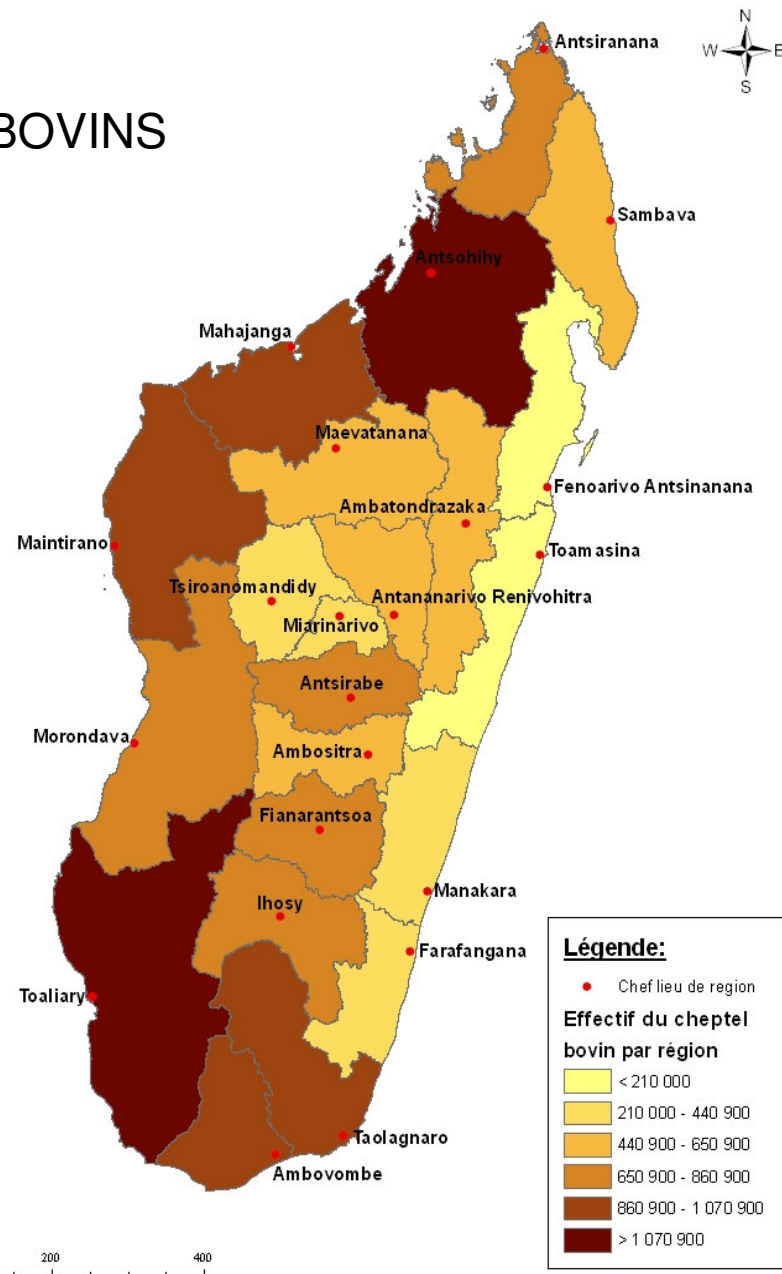 BOVINS
N
W E
S
Antsiranana
Sambava
Antsohihy
Mahajanga
Maevatanana
Ambatondrazaka
Fenoarivo Antsinanana
Maintirano
Toamasina
Tsiroanomandidy
Antananarivo Renivohitra
Miarinarivo
Antsirabe
Morondava
Ambositra
Fianarantsoa
Manakara
Ihosy
Farafangana
Toaliary
Taolagnaro
Ambovombe
Légende:
Chef lieu de region
Effectif du cheptel
bovin par région
< 210 000
210 000 - 440 900
440 900 - 650 900
650 900 - 860 900
860 900 - 1 070 900
> 1 070 900
200 400